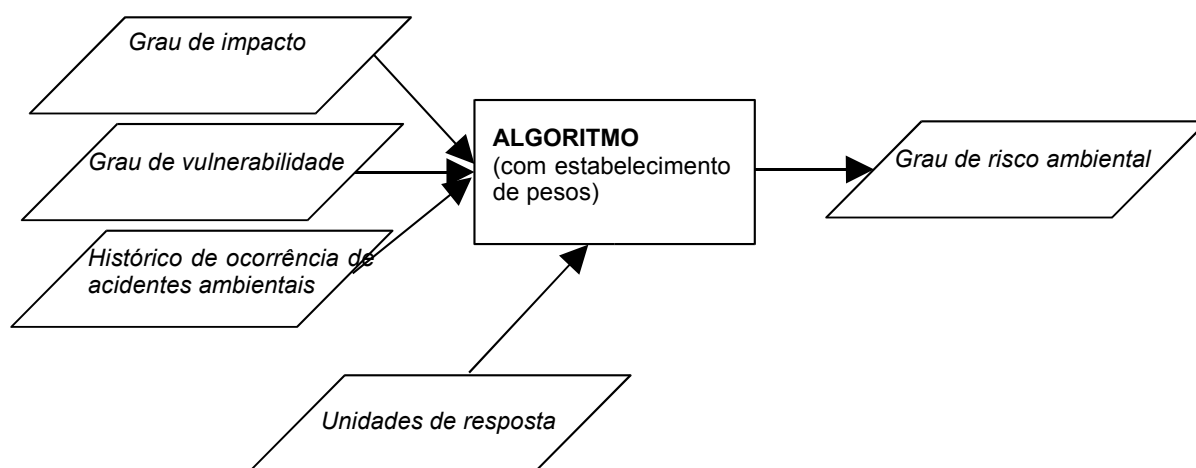 Grau de impacto
Grau de vulnerabilidade
Histórico de ocorrência de
acidentes ambientais
ALGORITMO
(com estabelecimento
de pesos)
Grau de risco ambiental
Unidades de resposta